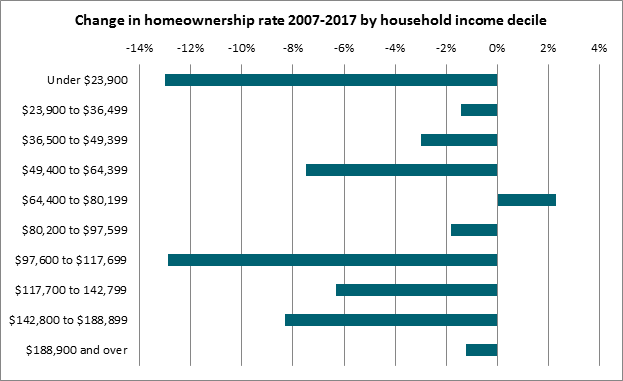 Change in homeownership rate 2007-2017 by household income decile
-14% -12% -10% -8% -6% -4% -2% 0% 2% 4%
Under $23,900
$23,900 to $36,499
$36,500 to $49,399
$49,400 to $64,399
$64,400 to $80,199
$80,200 to $97,599
$97,600 to $117,699
$117,700 to 142,799
$142,800 to $188,899
$188,900 and over